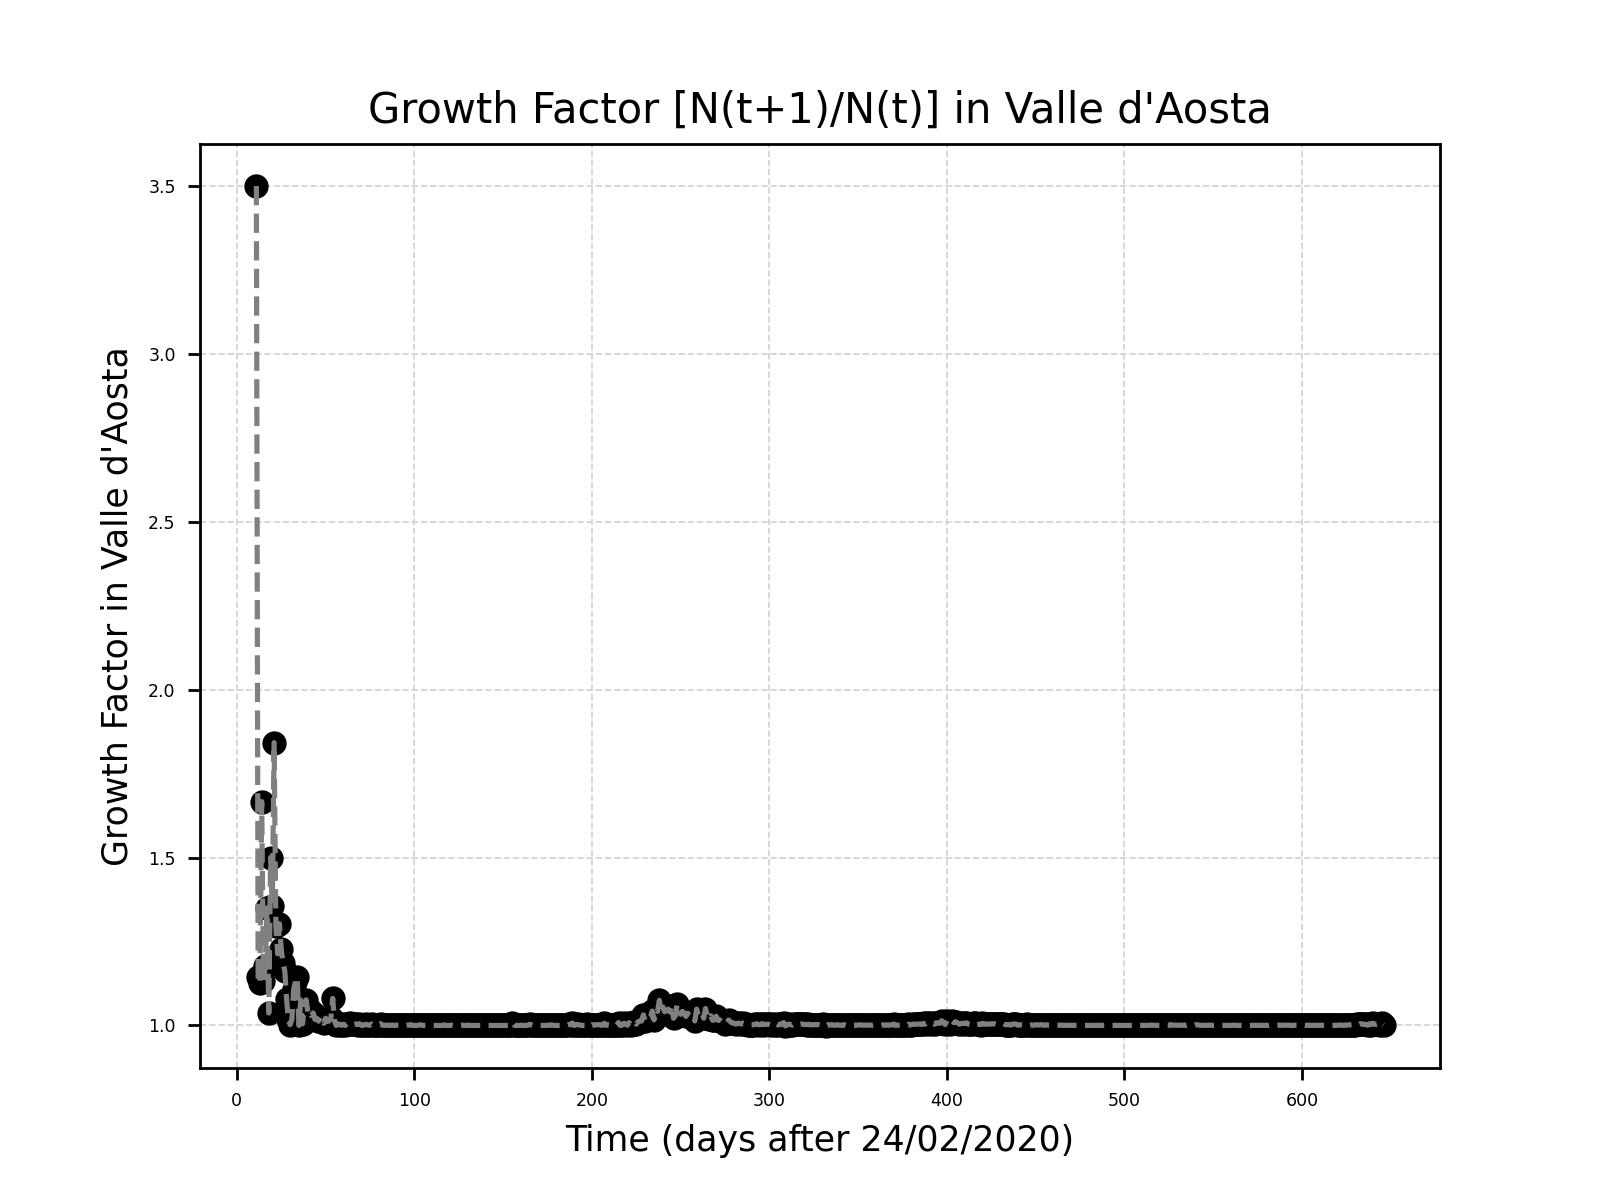 Growth Factor [N(t+1)/N(t)] in Valle d'Aosta
Growth Factor in Valle d'Aosta
3.5
3.0
2.5
2.0
1.5
1.0
0 100 200 300 400 500 600
Time (days after 24/02/2020)